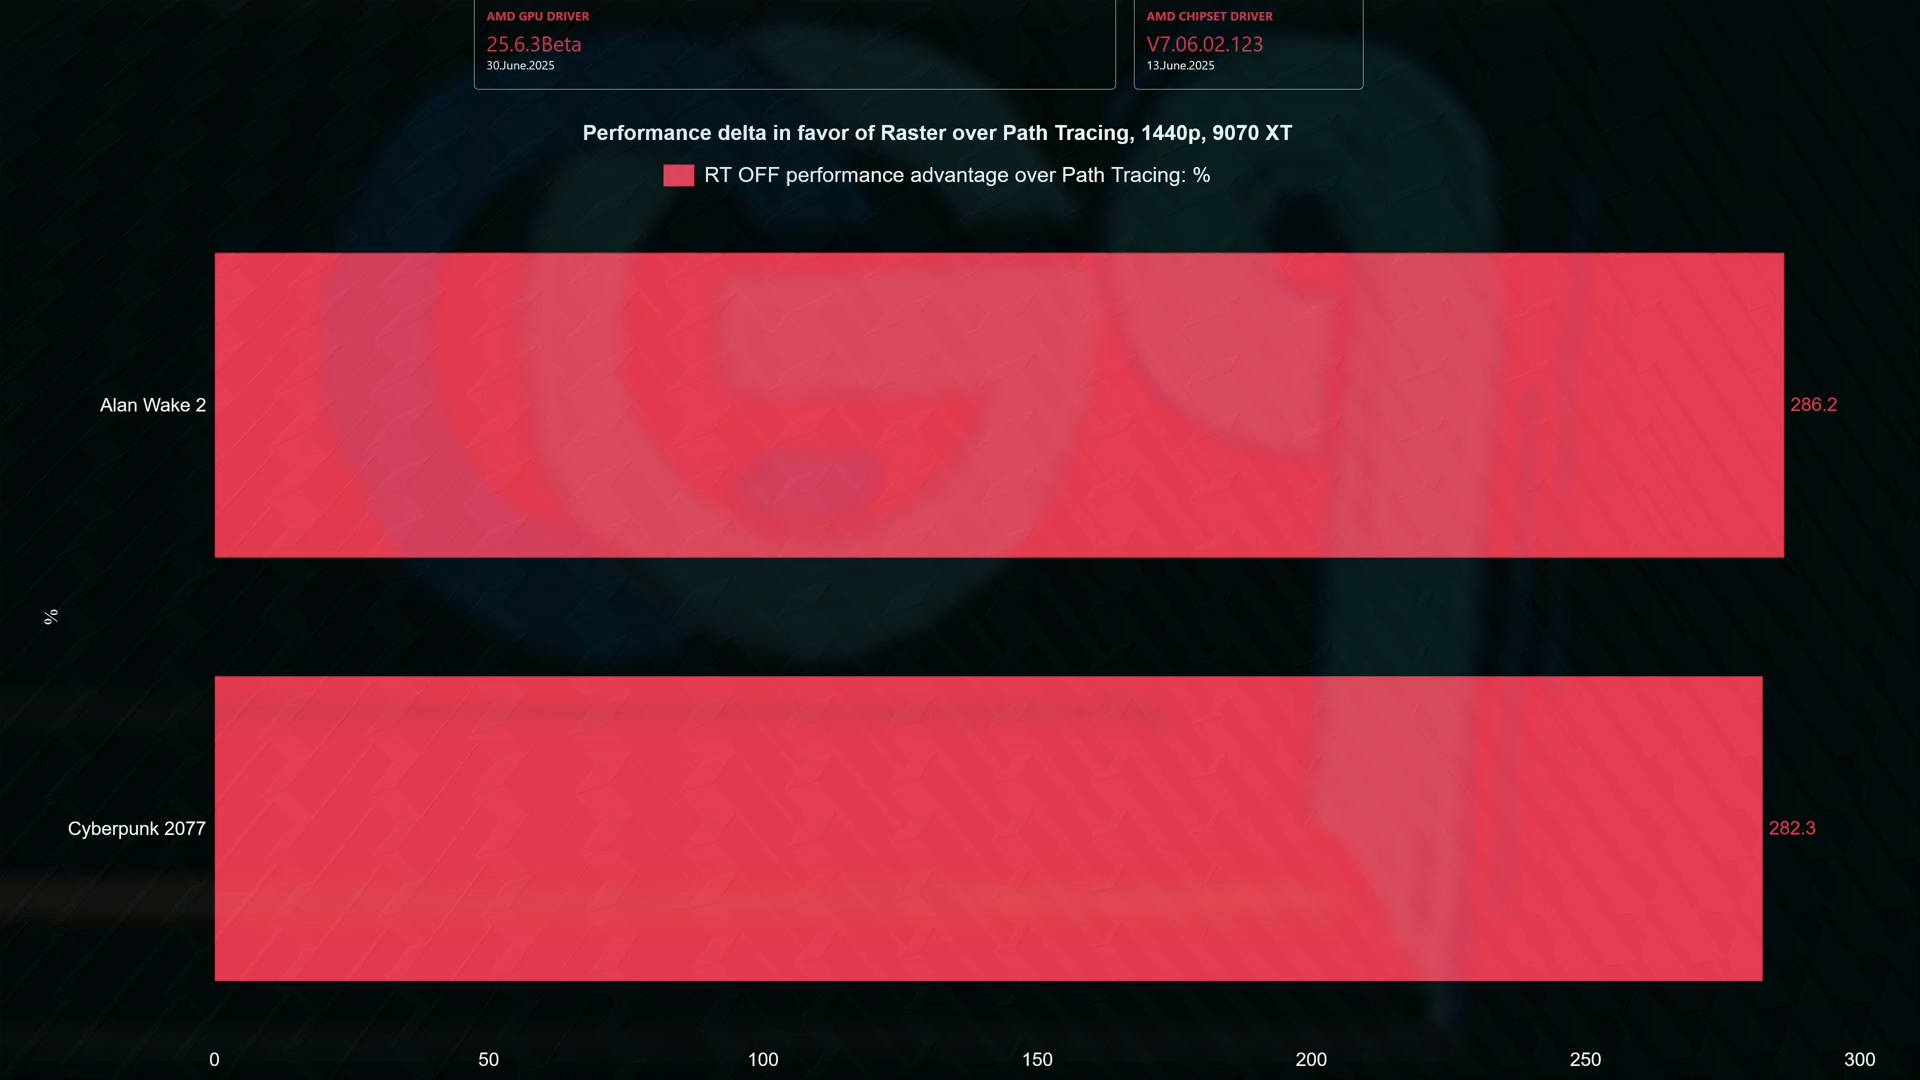 AMD GPU DRIVER
25.6.3Beta
30.June.2025
AMD CHIPSET DRIVER
V7.06.02.123
13.June.2025
Performance delta in favor of Raster over Path Tracing, 1440p, 9070 XT
RT OFF performance advantage over Path Tracing: %
Alan Wake 2
286.2
%
Cyberpunk 2077
282.3
0 50 100 150 200 250 300